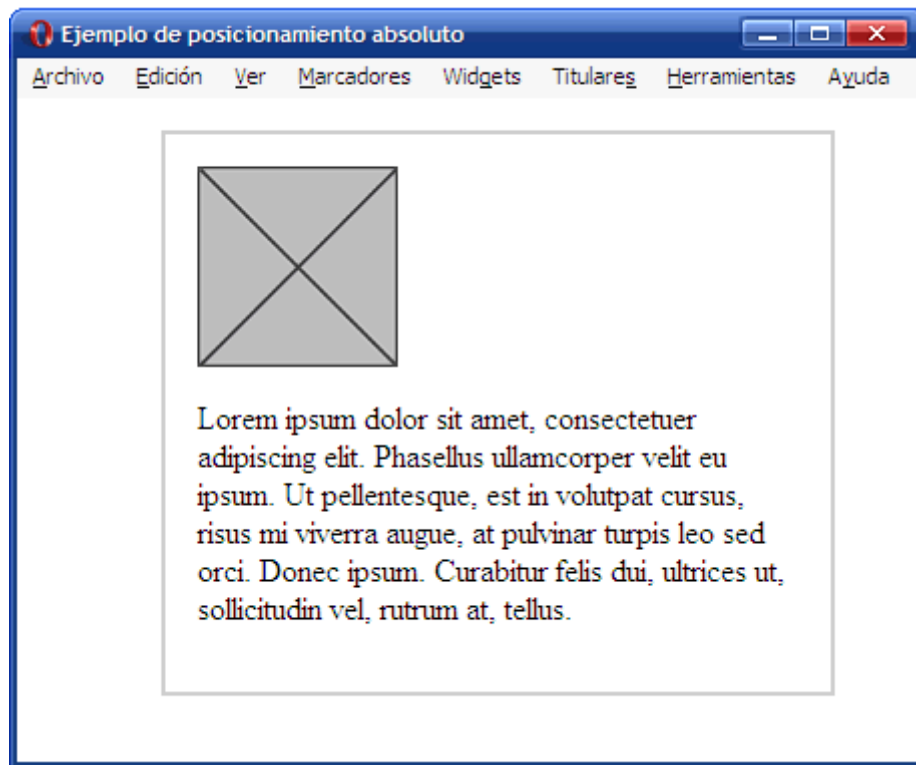 Ejemplo de posicionamiento absoluto
Archivo Edición Ver Marcadores Widgets Titulares Herramientas Ayuda
Lorem ipsum dolor sit amet, consectetuer
adipiscing elit. Phasellus ullamcorper velit eu
ipsum. Ut pellentesque, est in volutpat cursus,
risus mi viverra augue, at pulvinar turpis leo sed
orci. Donec ipsum. Curabitur felis dui, ultrices ut,
sollicitudin vel, rutrum at, tellus.